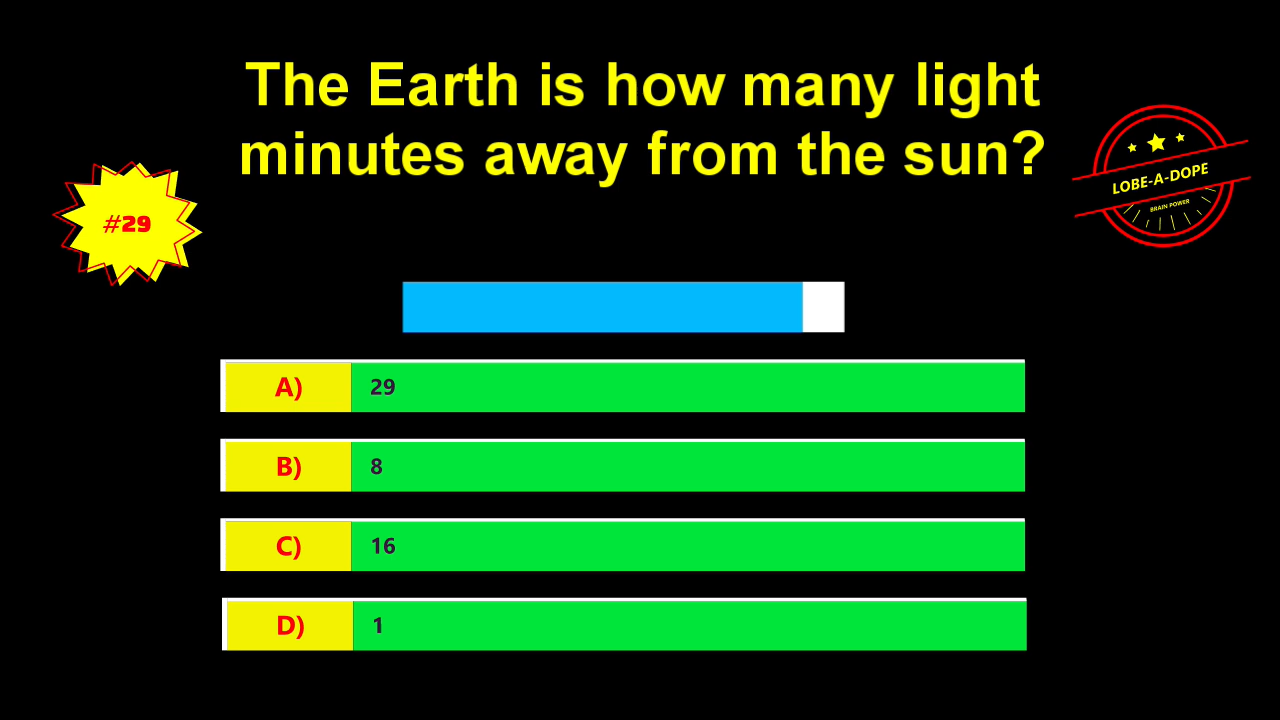 The Earth is how many light
minutes away from the sun?
#29
LOBE-A-DOPE
BRAIN POWER
A) 29
B) 8
C) 16
D) 1